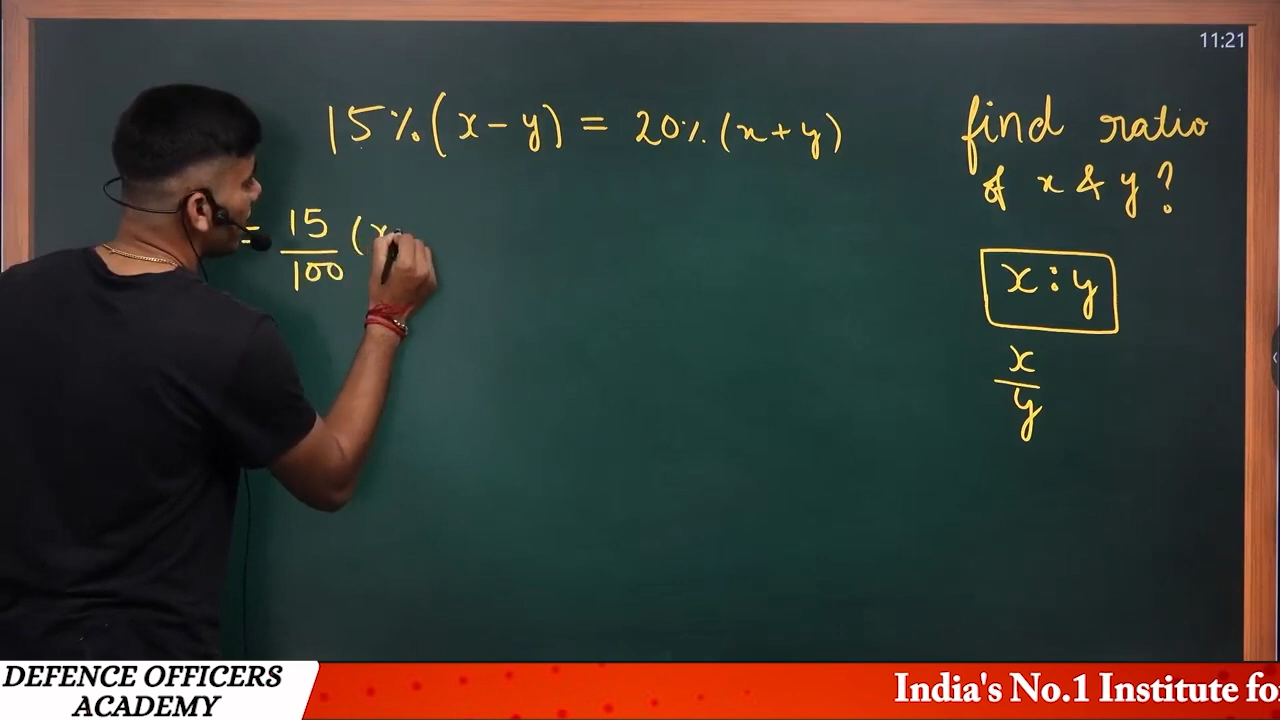 11:21
15%(x-y) = 20%(x+y)
find ratio
of x & y?
= 15/100 (x
x:y
x/y
DEFENCE OFFICERS
ACADEMY
India's No.1 Institute fo